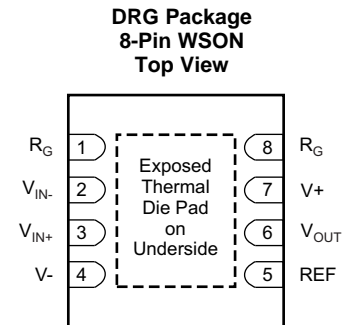 DRG Package
8-Pin WSON
Top View
RG 1
VIN- 2
VIN+ 3
V- 4
Exposed
Thermal
Die Pad
on
Underside
8 RG
7 V+
6 VOUT
5 REF